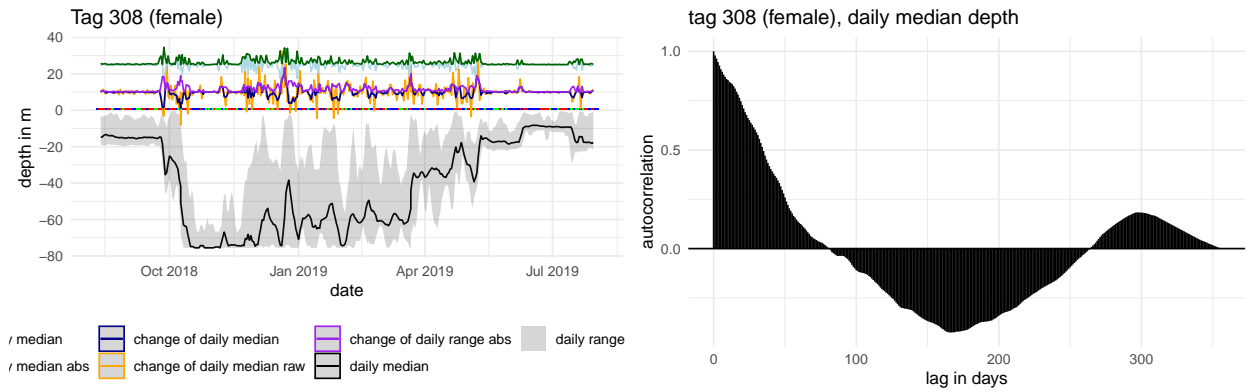 Tag 308 (female)
40
20
0
−20
−40
−60
−80
depth in m
Oct 2018
Jan 2019
Apr 2019
Jul 2019
date
median
change of daily median
change of daily range abs
daily range
median abs
change of daily median raw
daily median
tag 308 (female), daily median depth
1.0
0.5
0.0
autocorrelation
0
100
200
300
lag in days